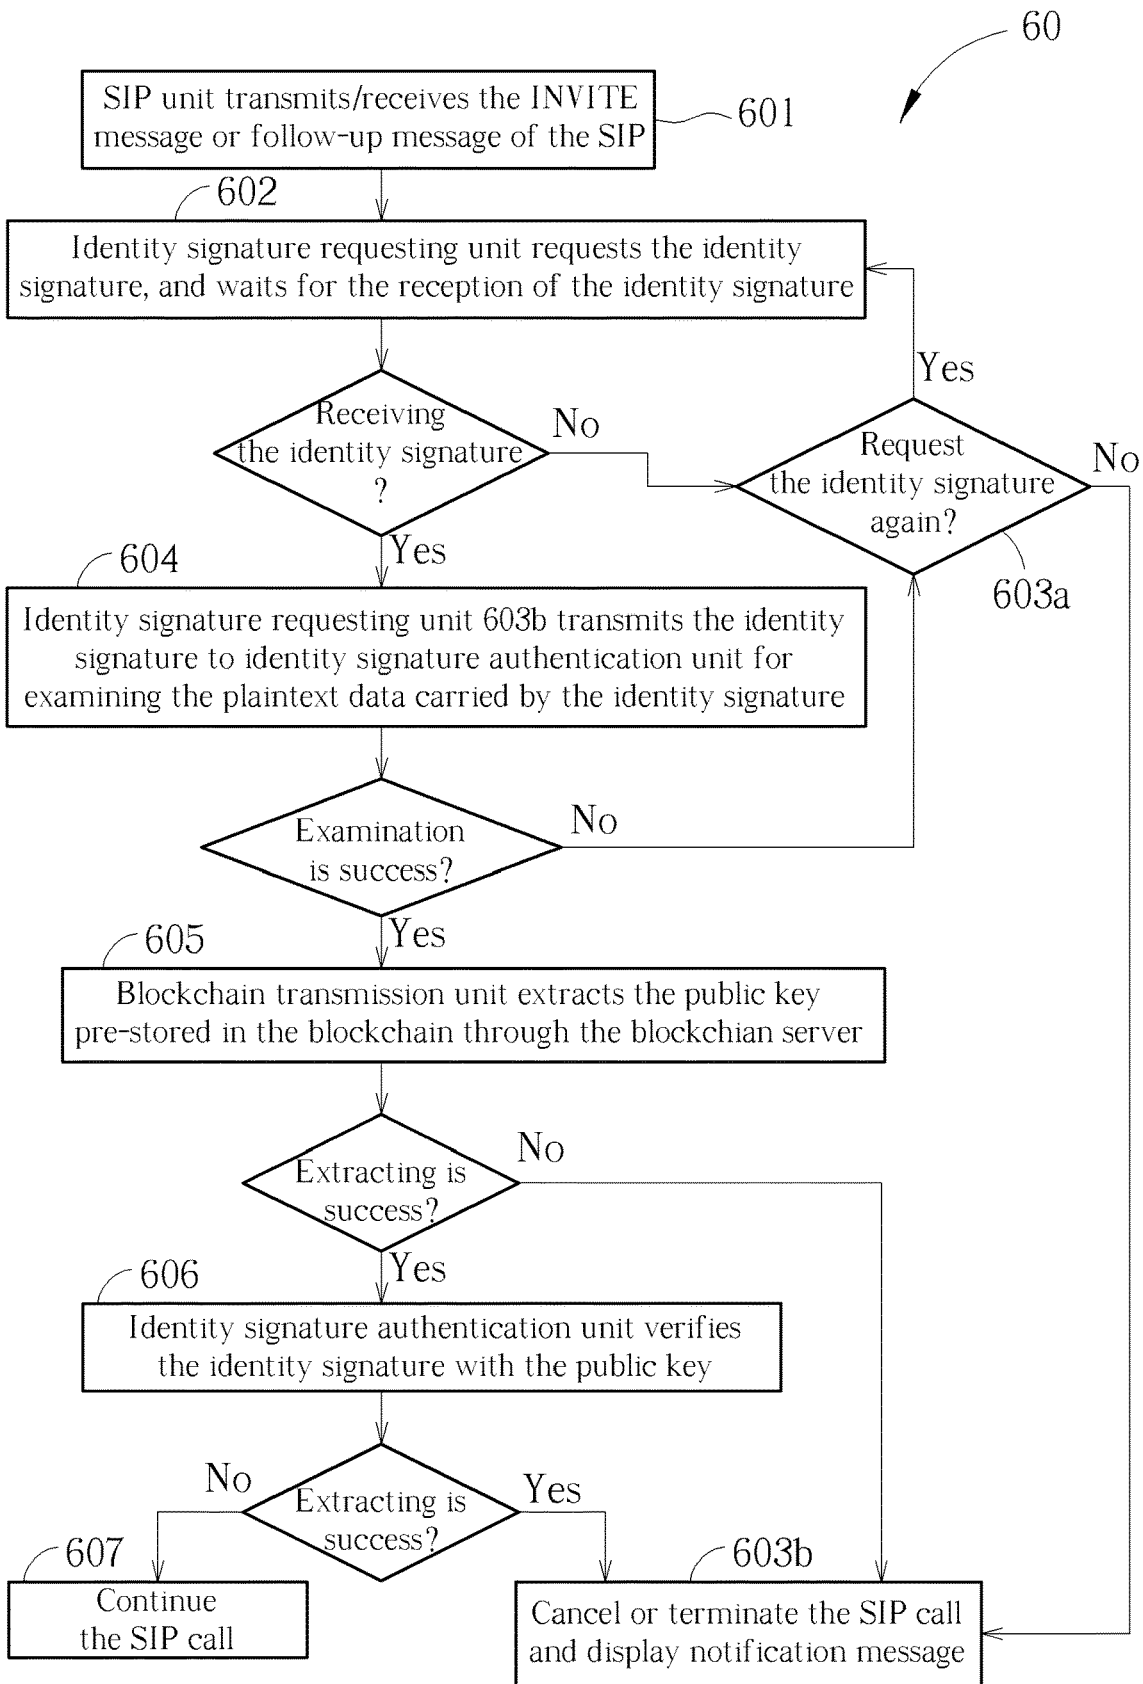 60
SIP unit transmits/receives the INVITE
message or follow-up message of the SIP
601
602
Identity signature requesting unit requests the identity
signature, and waits for the reception of the identity signature
Yes
Receiving
the identity signature
?
No
Request
the identity signature
again?
No
603a
Yes
604
Identity signature requesting unit 603b transmits the identity
signature to identity signature authentication unit for
examining the plaintext data carried by the identity signature
Examination
is success?
No
Yes
605
Blockchain transmission unit extracts the public key
pre-stored in the blockchain through the blockchian server
Extracting is
success?
No
Yes
606
Identity signature authentication unit verifies
the identity signature with the public key
No
Extracting is
success?
Yes
607
Continue
the SIP call
603b
Cancel or terminate the SIP call
and display notification message